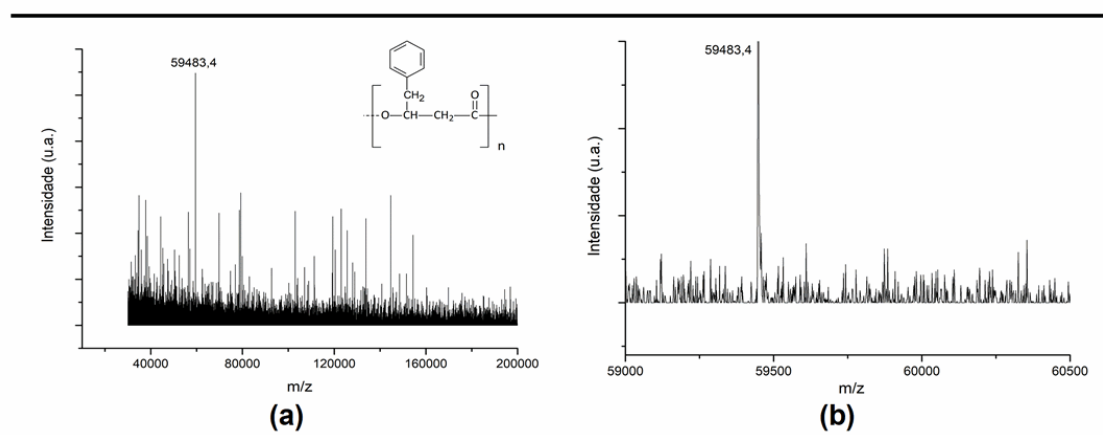 59483,4
CH₂
O
O CH CH₂ C
n
Intensidade (u.a.)
40000 80000 120000 160000 200000
m/z
(a)
59483,4
Intensidade (u.a.)
59000 59500 60000 60500
m/z
(b)